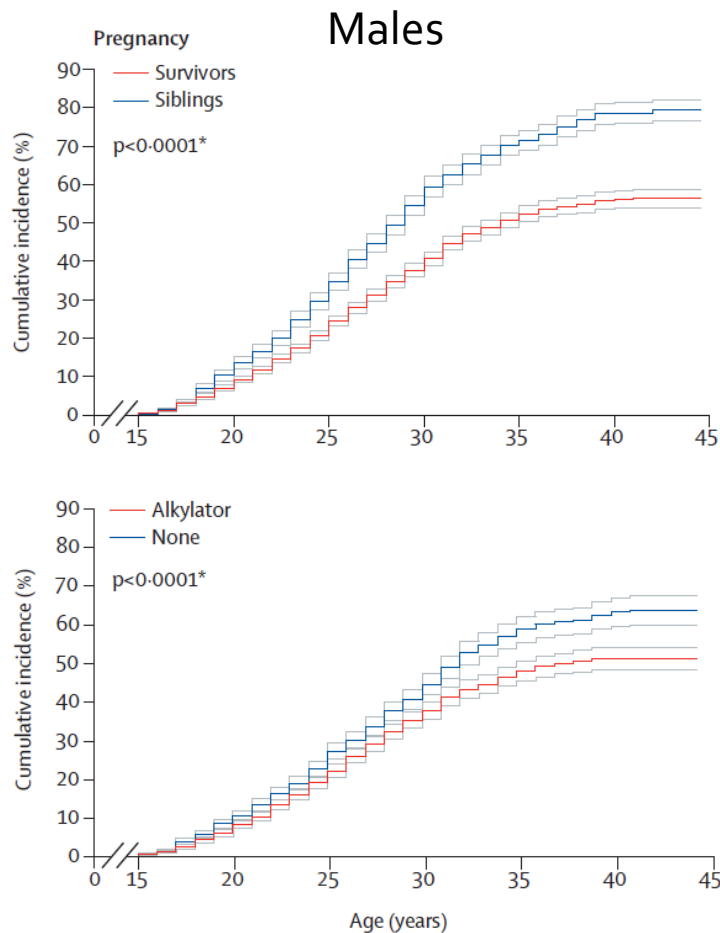 Males
Pregnancy
Survivors
Siblings
p<0·0001*
Cumulative incidence (%)
90
80
70
60
50
40
30
20
10
0
0 15 20 25 30 35 40 45
Alkylator
None
p<0·0001*
Cumulative incidence (%)
90
80
70
60
50
40
30
20
10
0
0 15 20 25 30 35 40 45
Age (years)